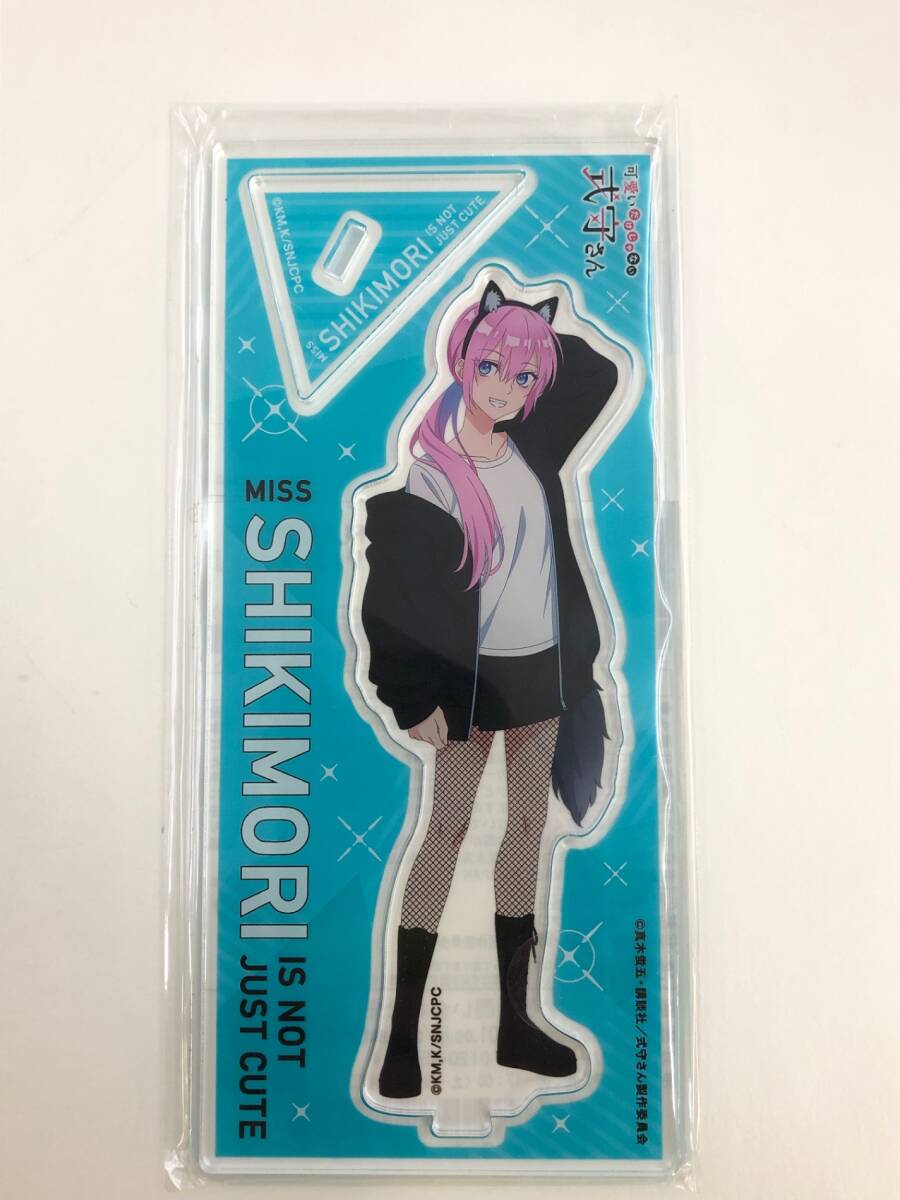 可愛いだけじゃない
式守さん
©KM,K/SNJCPC
MISS
SHIKIMORI
IS NOT
JUST CUTE
MISS
SHIKIMORI
IS NOT
JUST CUTE
©KM,K/SNJCPC
©真木蛍五・講談社／式守さん製作委員会